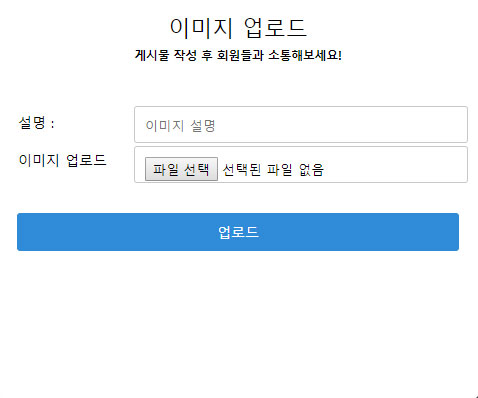 이미지 업로드
게시물 작성 후 회원들과 소통해보세요!
설명 : 이미지 설명
이미지 업로드 파일 선택 선택된 파일 없음
업로드